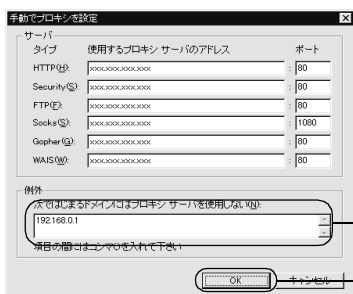 手動でプロキシを設定
サーバ
タイプ 使用するプロキシ サーバのアドレス ポート
HTTP(H): xxx.xxx.xxx.xxx : 80
Security(S): xxx.xxx.xxx.xxx : 80
FTP(F): xxx.xxx.xxx.xxx : 80
Socks(S): xxx.xxx.xxx.xxx : 1080
Gopher(G): xxx.xxx.xxx.xxx : 80
WAIS(W): xxx.xxx.xxx.xxx : 80
例外
次ではじまるドメインにはプロキシ サーバを使用しない(N):
192.168.0.1
項目の間にはコンマ(,)を入れて下さい
OK キャンセル